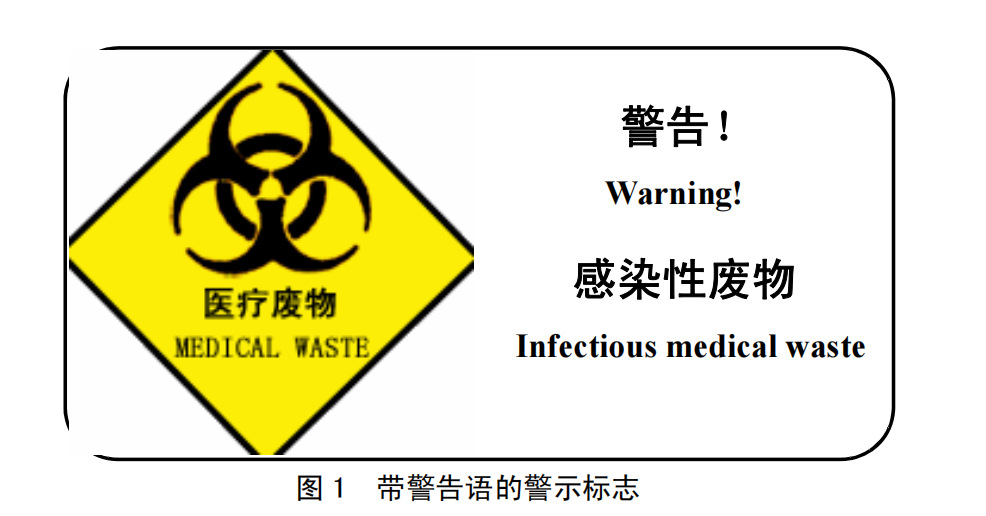 医疗废物
MEDICAL WASTE
警告!
Warning!
感染性废物
Infectious medical waste
图 1 带警告语的警示标志